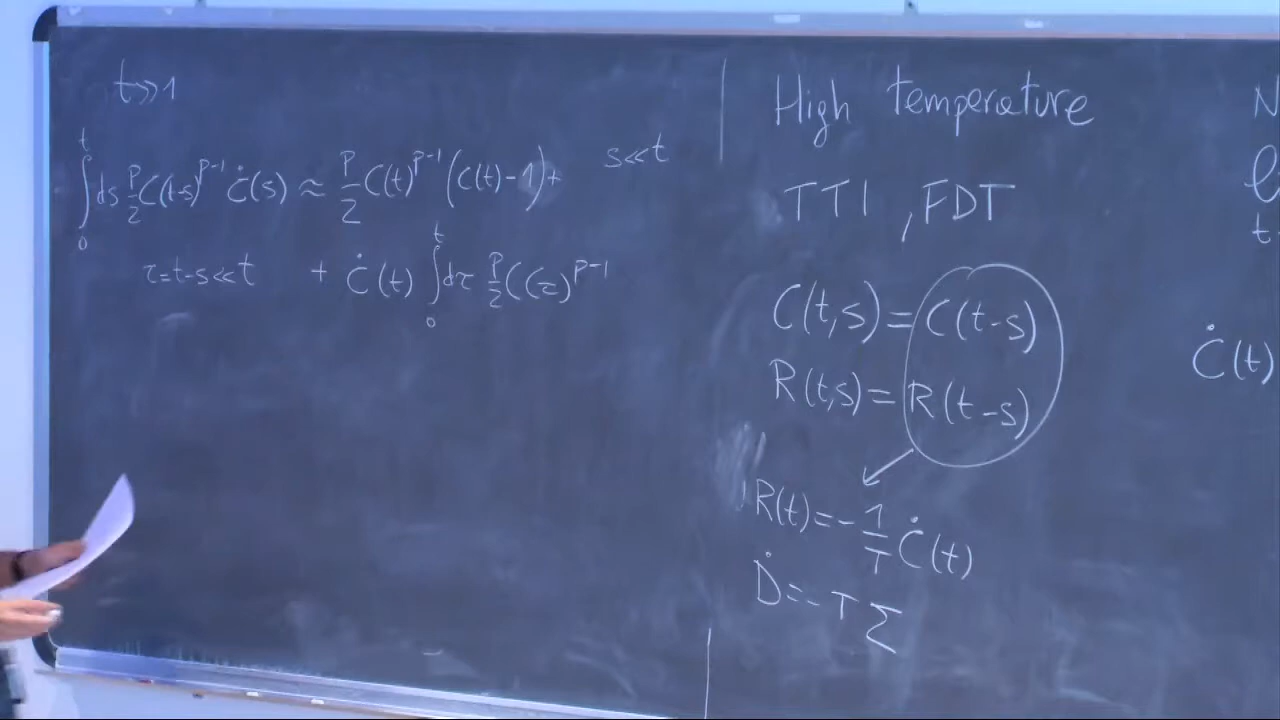 t≫1
∫₀ᵗ ds p/2 C(t-s)^{p-1} Ċ(s) ≈ p/2 C(t)^{p-1} (C(t)-1) + s≪t
τ=t-s≪t + Ċ(t) ∫₀ᵗ dτ p/2 C(τ)^{p-1}
High temperature
TTI , FDT
C(t,s) = C(t-s)
R(t,s) = R(t-s)
R(t) = - 1/T Ċ(t)
Ḋ = - T Σ
N
t
Ċ(t)